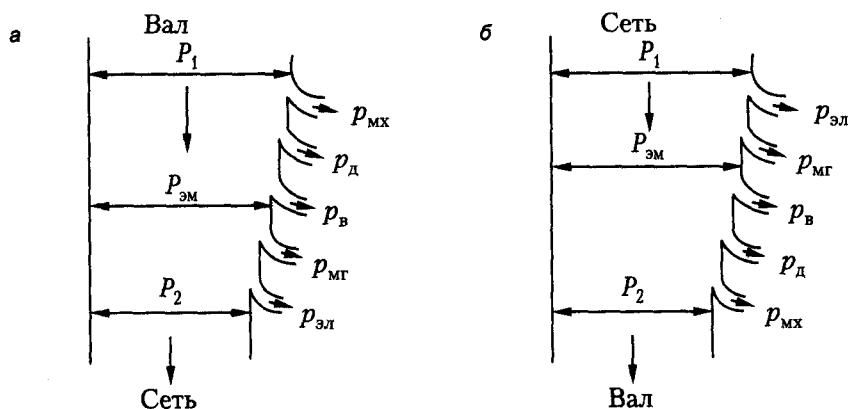 а
Вал
P₁
pмх
pд
Pэм
pв
pмг
P₂
pэл
Сеть
б
Сеть
P₁
pэл
Pэм
pмг
pв
pд
P₂
pмх
Вал